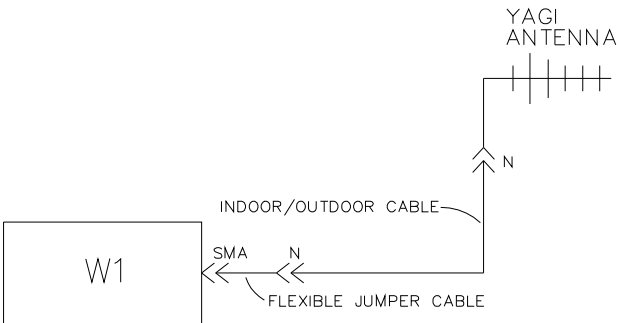 YAGI
ANTENNA
N
INDOOR/OUTDOOR CABLE
SMA
N
W1
FLEXIBLE JUMPER CABLE